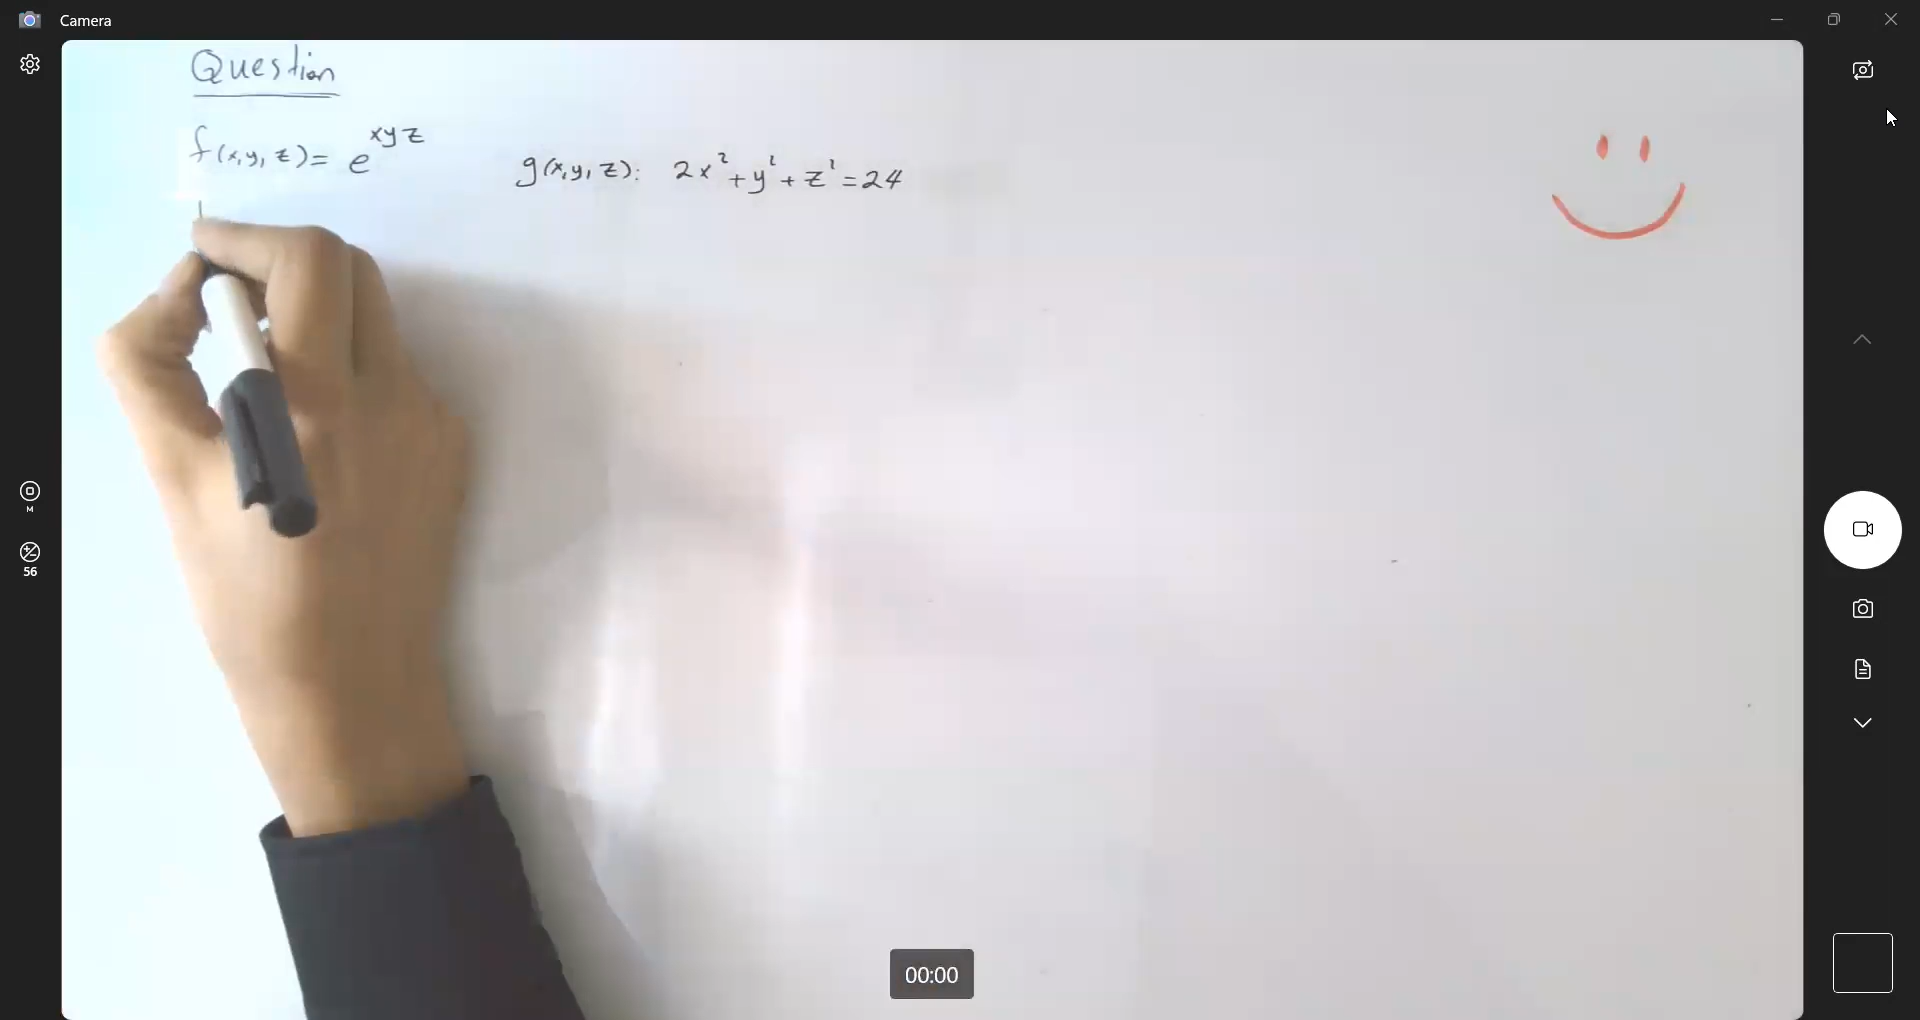 Camera
Question
f(x,y,z)= e^xyz
g(x,y,z): 2x²+y²+z²=24
M
56
00:00